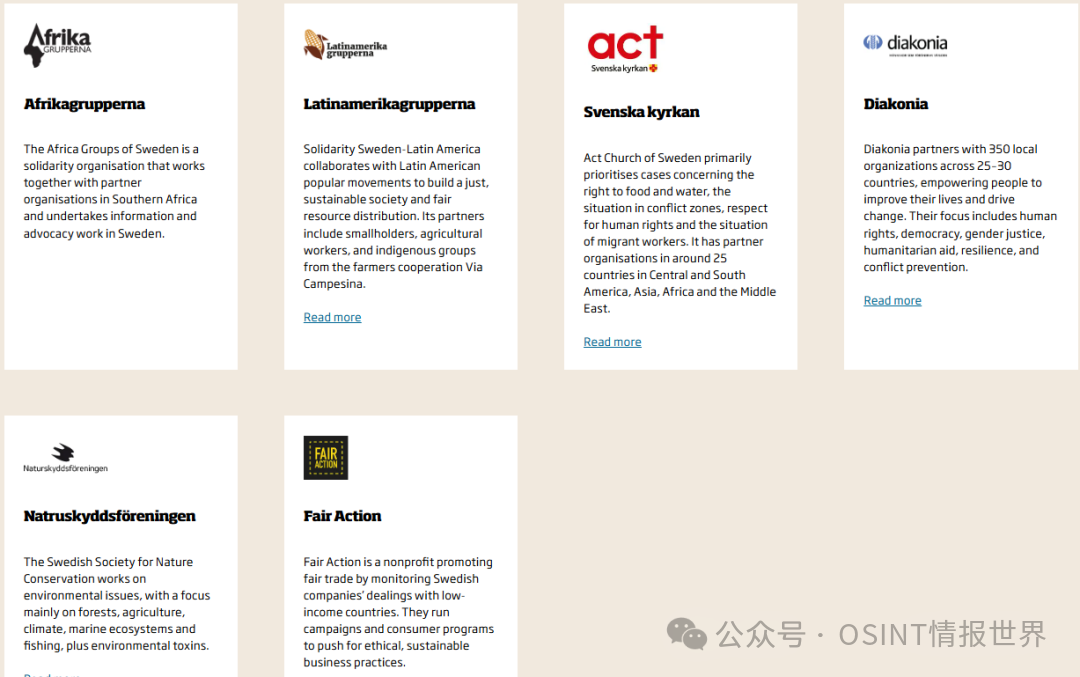 Afrika
GRUPPERNA
Afrikagrupperna
The Africa Groups of Sweden is a
solidarity organisation that works
together with partner
organisations in Southern Africa
and undertakes information and
advocacy work in Sweden.
Latinamerika
grupperna
Latinamerikagrupperna
Solidarity Sweden-Latin America
collaborates with Latin American
popular movements to build a just,
sustainable society and fair
resource distribution. Its partners
include smallholders, agricultural
workers, and indigenous groups
from the farmers cooperation Via
Campesina.
Read more
act
Svenska kyrkan
Svenska kyrkan
Act Church of Sweden primarily
prioritises cases concerning the
right to food and water, the
situation in conflict zones, respect
for human rights and the situation
of migrant workers. It has partner
organisations in around 25
countries in Central and South
America, Asia, Africa and the Middle
East.
Read more
diakonia
Diakonia
Diakonia partners with 350 local
organizations across 25–30
countries, empowering people to
improve their lives and drive
change. Their focus includes human
rights, democracy, gender justice,
humanitarian aid, resilience, and
conflict prevention.
Read more
Naturskyddsföreningen
Natruskyddsföreningen
The Swedish Society for Nature
Conservation works on
environmental issues, with a focus
mainly on forests, agriculture,
climate, marine ecosystems and
fishing, plus environmental toxins.
Read more
FAIR
ACTION
Fair Action
Fair Action is a nonprofit promoting
fair trade by monitoring Swedish
companies’ dealings with low-
income countries. They run
campaigns and consumer programs
to push for ethical, sustainable
business practices.
公众号 · OSINT情报世界